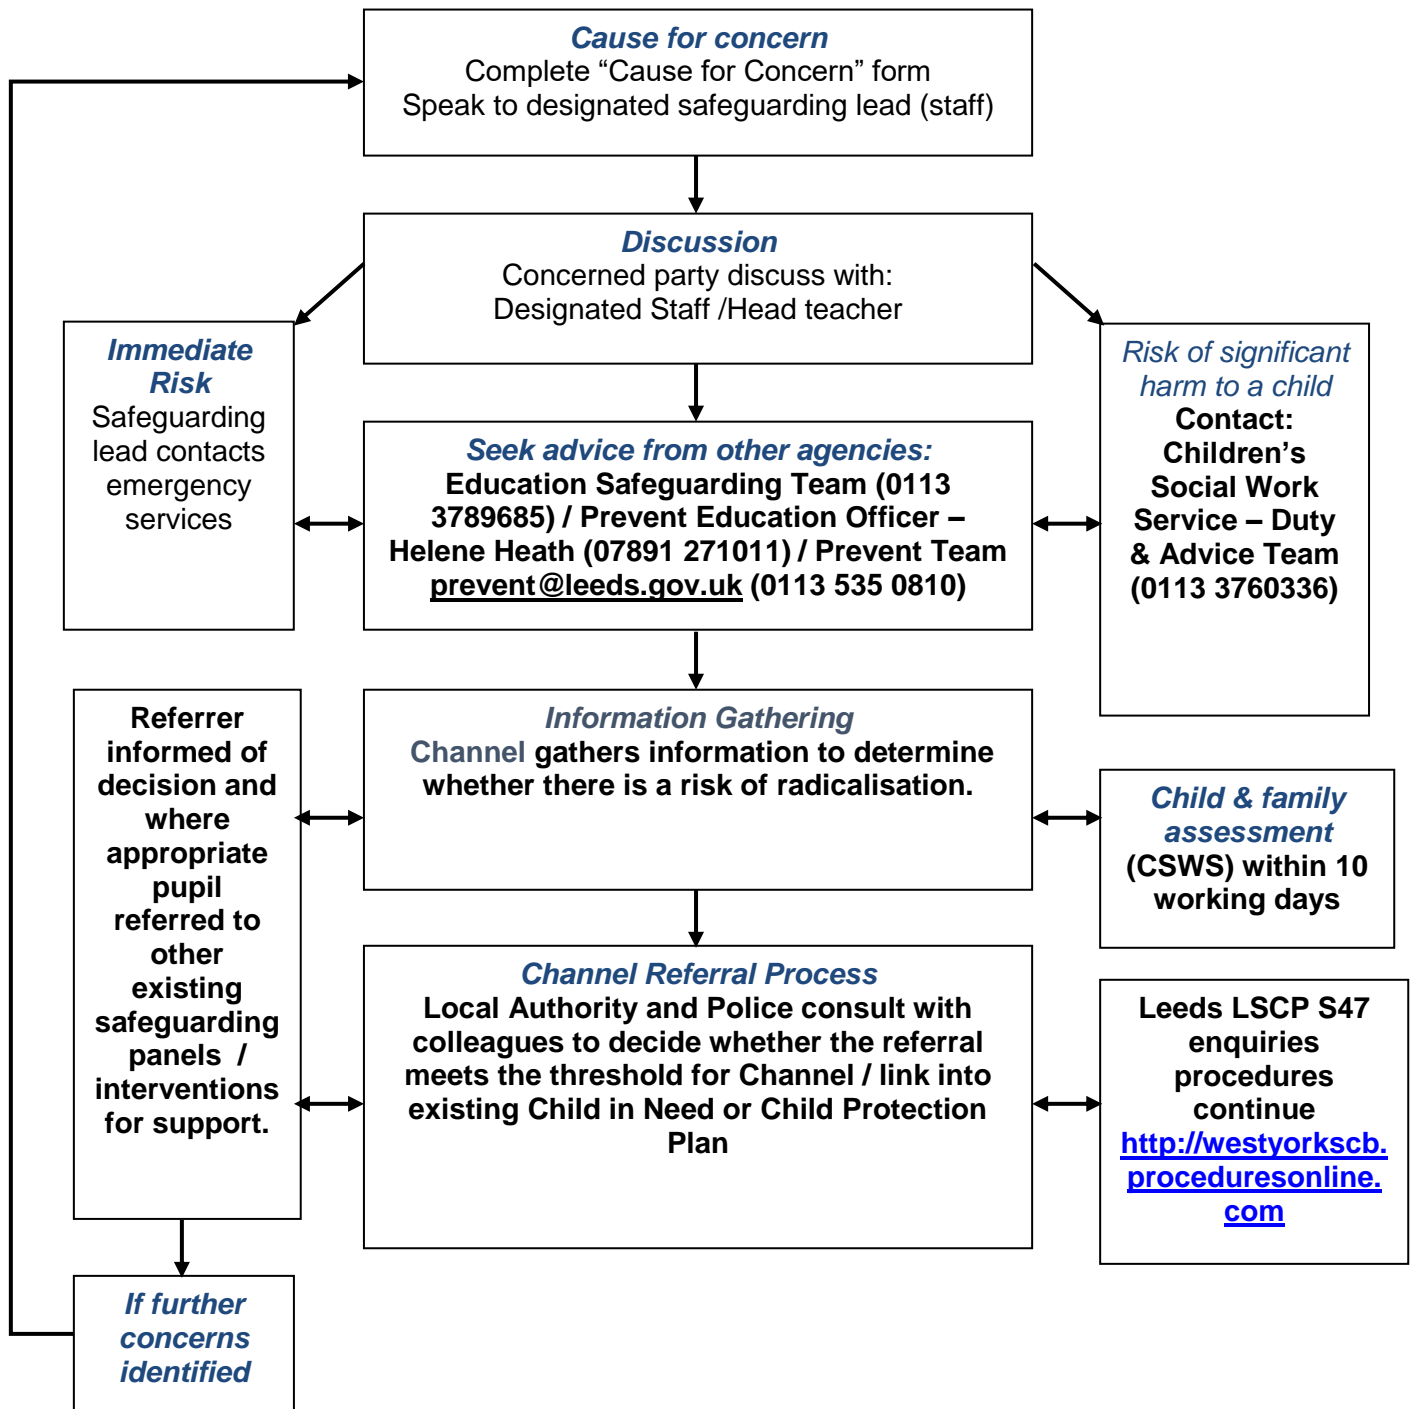 Cause for concern
Complete “Cause for Concern” form
Speak to designated safeguarding lead (staff)
Discussion
Concerned party discuss with:
Designated Staff /Head teacher
Immediate
Risk
Safeguarding
lead contacts
emergency
services
Risk of significant
harm to a child
Contact:
Children’s
Social Work
Service – Duty
& Advice Team
(0113 3760336)
Seek advice from other agencies:
Education Safeguarding Team (0113
3789685) / Prevent Education Officer –
Helene Heath (07891 271011) / Prevent Team
prevent@leeds.gov.uk (0113 535 0810)
Referrer
informed of
decision and
where
appropriate
pupil
referred to
other
existing
safeguarding
panels /
interventions
for support.
Information Gathering
Channel gathers information to determine
whether there is a risk of radicalisation.
Child & family
assessment
(CSWS) within 10
working days
Channel Referral Process
Local Authority and Police consult with
colleagues to decide whether the referral
meets the threshold for Channel / link into
existing Child in Need or Child Protection
Plan
Leeds LSCP S47
enquiries
procedures
continue
http://westyorkscb.
proceduresonline.
com
If further
concerns
identified